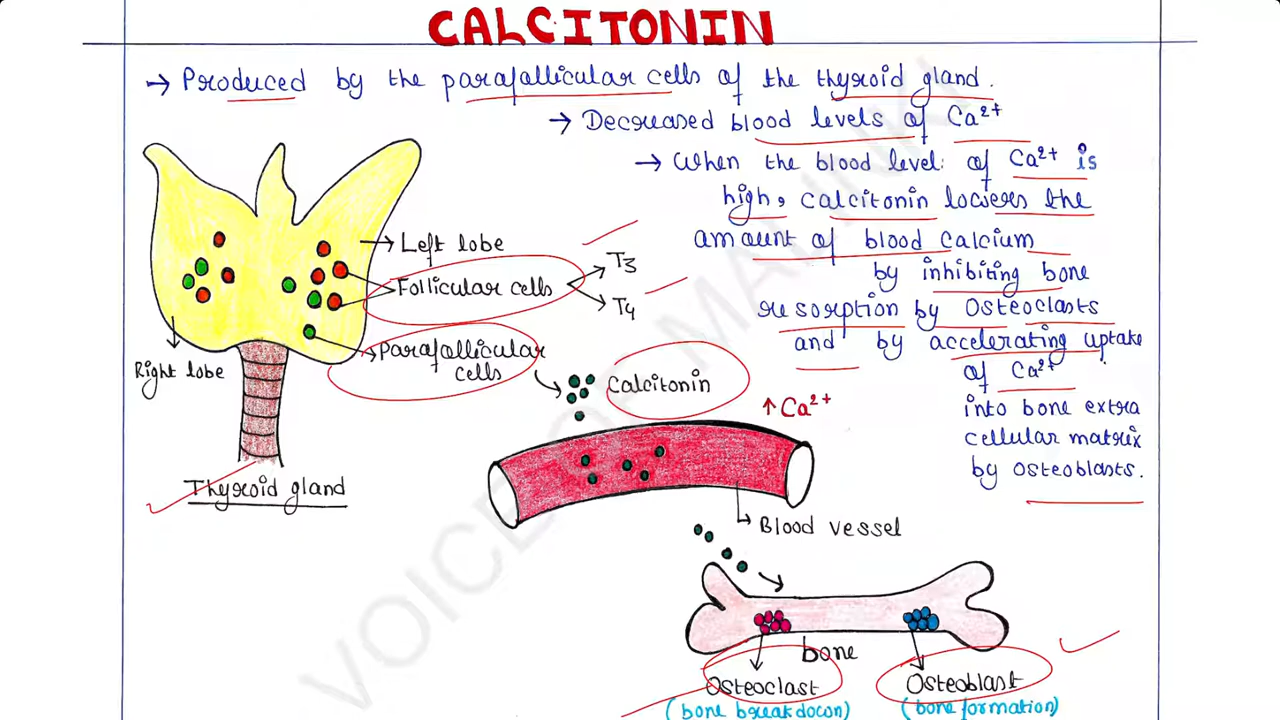 CALCITONIN
→ Produced by the parafollicular cells of the thyroid gland.
→ Decreased blood levels of Ca²⁺
→ When the blood level of Ca²⁺ is
high, calcitonin lowers the
amount of blood calcium
by inhibiting bone
resorption by Osteoclasts
and by accelerating uptake
of Ca²⁺
into bone extra
cellular matrix
by osteoblasts.
Left lobe
Follicular cells
T3
T4
Parafollicular
cells
Right lobe
Thyroid gland
Calcitonin
↑ Ca²⁺
Blood vessel
bone
Osteoclast
(bone breakdown)
Osteoblast
(bone formation)